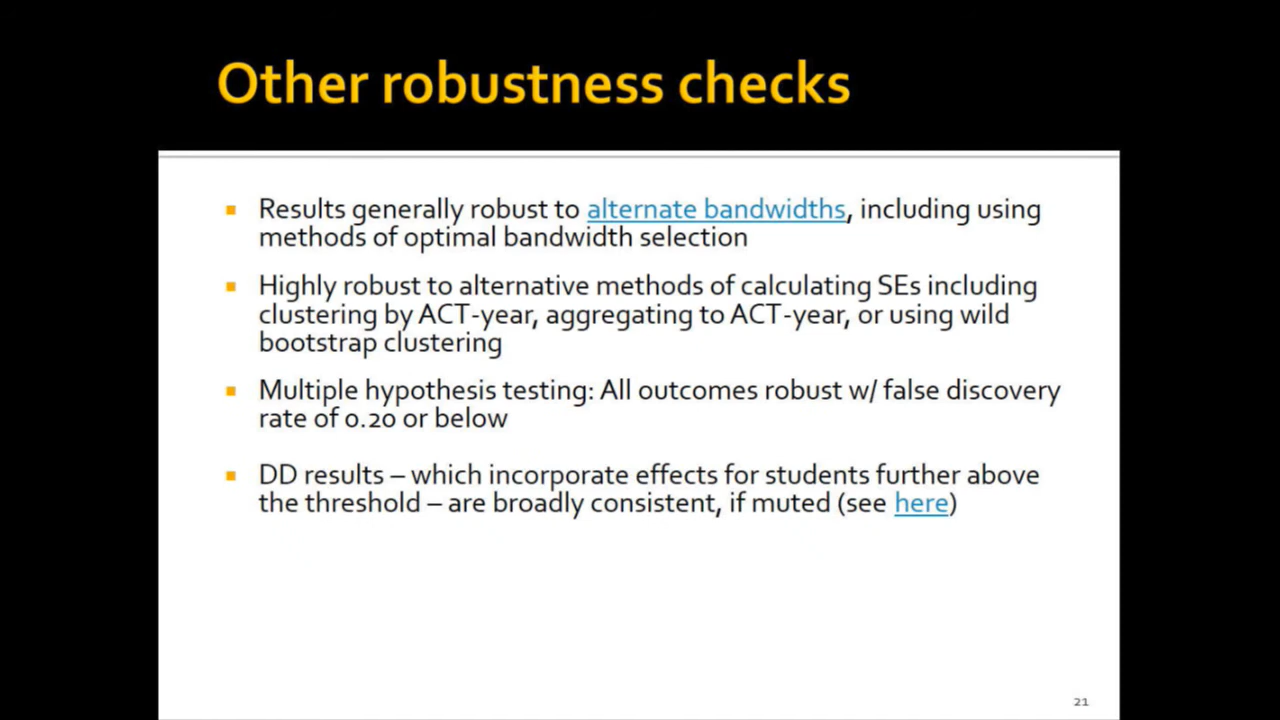 Other robustness checks
▪ Results generally robust to alternate bandwidths, including using
methods of optimal bandwidth selection
▪ Highly robust to alternative methods of calculating SEs including
clustering by ACT-year, aggregating to ACT-year, or using wild
bootstrap clustering
▪ Multiple hypothesis testing: All outcomes robust w/ false discovery
rate of 0.20 or below
▪ DD results – which incorporate effects for students further above
the threshold – are broadly consistent, if muted (see here)
21